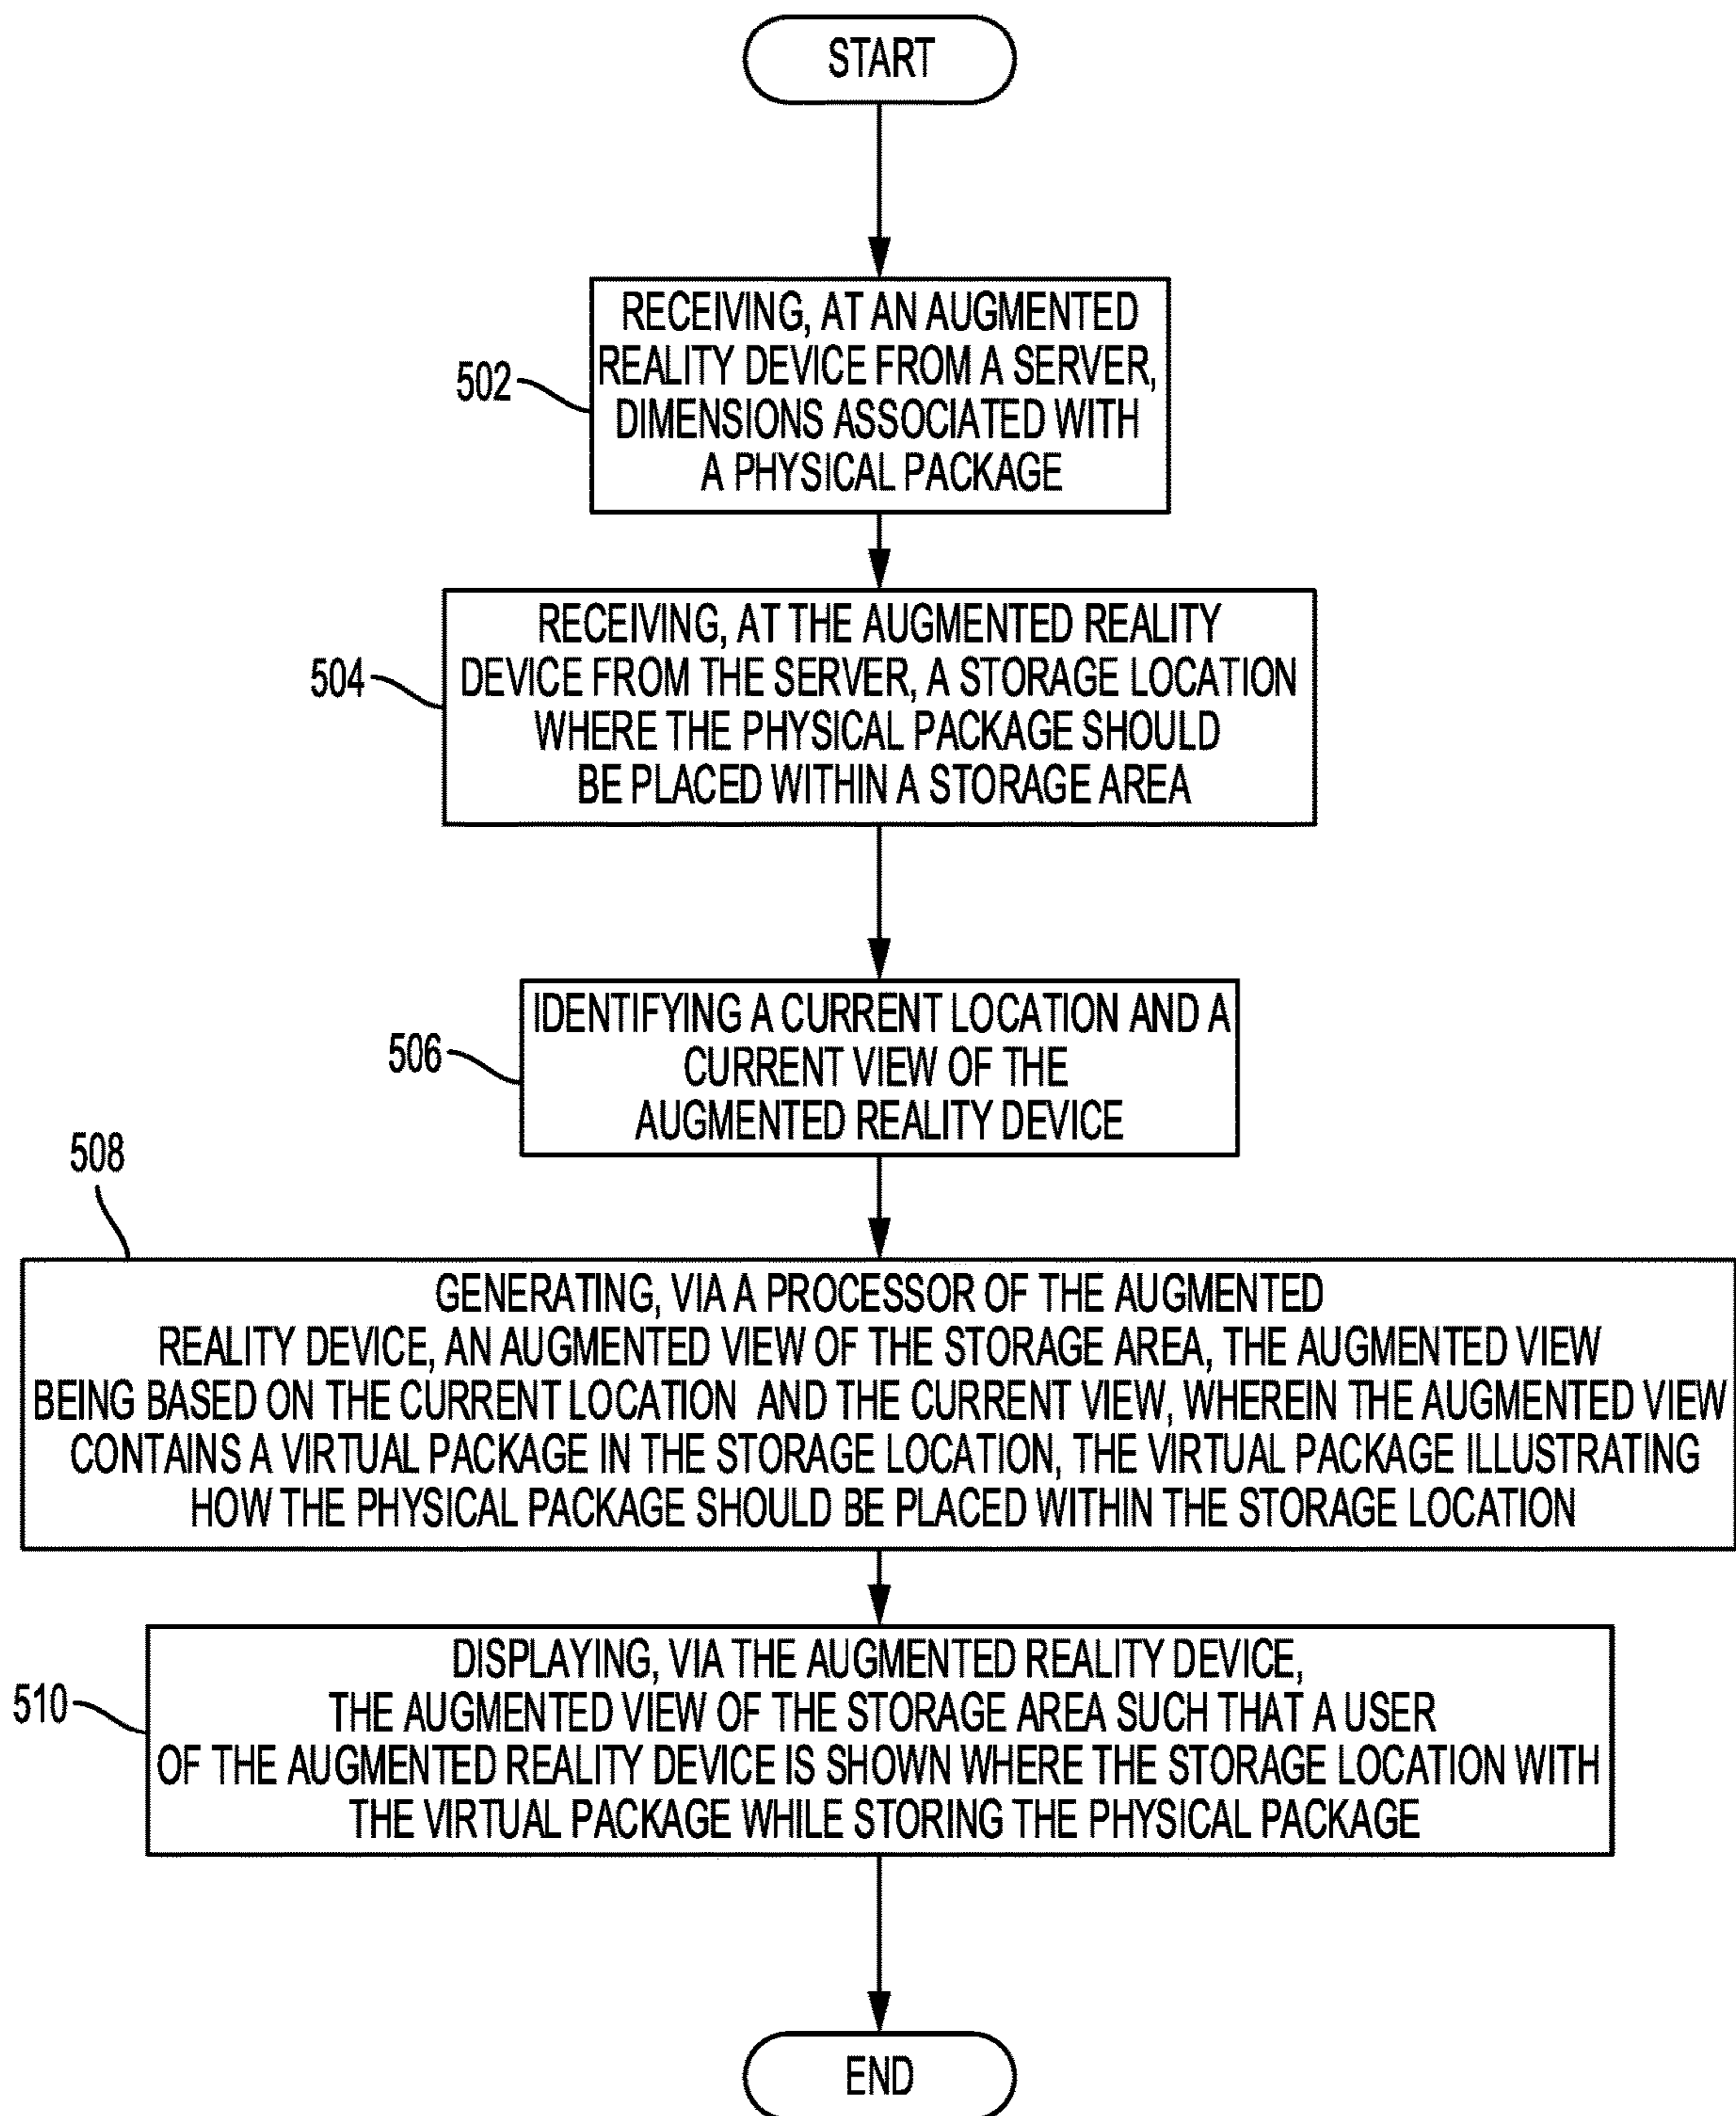 START
RECEIVING, AT AN AUGMENTED
REALITY DEVICE FROM A SERVER,
DIMENSIONS ASSOCIATED WITH
A PHYSICAL PACKAGE
502
RECEIVING, AT THE AUGMENTED REALITY
DEVICE FROM THE SERVER, A STORAGE LOCATION
WHERE THE PHYSICAL PACKAGE SHOULD
BE PLACED WITHIN A STORAGE AREA
504
IDENTIFYING A CURRENT LOCATION AND A
CURRENT VIEW OF THE
AUGMENTED REALITY DEVICE
506
508
GENERATING, VIA A PROCESSOR OF THE AUGMENTED
REALITY DEVICE, AN AUGMENTED VIEW OF THE STORAGE AREA, THE AUGMENTED VIEW
BEING BASED ON THE CURRENT LOCATION AND THE CURRENT VIEW, WHEREIN THE AUGMENTED VIEW
CONTAINS A VIRTUAL PACKAGE IN THE STORAGE LOCATION, THE VIRTUAL PACKAGE ILLUSTRATING
HOW THE PHYSICAL PACKAGE SHOULD BE PLACED WITHIN THE STORAGE LOCATION
DISPLAYING, VIA THE AUGMENTED REALITY DEVICE,
THE AUGMENTED VIEW OF THE STORAGE AREA SUCH THAT A USER
OF THE AUGMENTED REALITY DEVICE IS SHOWN WHERE THE STORAGE LOCATION WITH
THE VIRTUAL PACKAGE WHILE STORING THE PHYSICAL PACKAGE
510
END